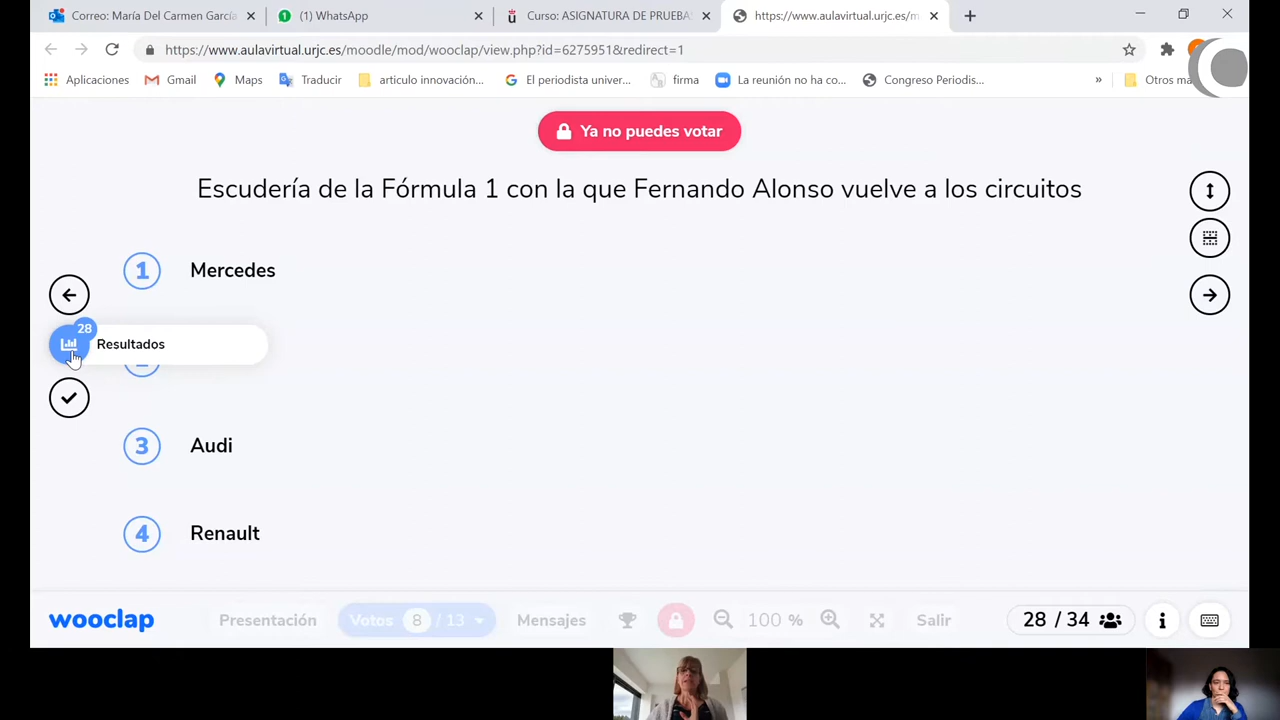 Correo: María Del Carmen García
(1) WhatsApp
Curso: ASIGNATURA DE PRUEBA
https://www.aulavirtual.urjc.es/m
https://www.aulavirtual.urjc.es/moodle/mod/wooclap/view.php?id=6275951&redirect=1
Aplicaciones
Gmail
Maps
Traducir
articulo innovación...
El periodista univer...
firma
La reunión no ha co...
Congreso Periodis...
»
Otros ma
Ya no puedes votar
Escudería de la Fórmula 1 con la que Fernando Alonso vuelve a los circuitos
1 Mercedes
28
Resultados
3 Audi
4 Renault
wooclap
Presentación
Votos 8 / 13
Mensajes
100 %
Salir
28 / 34
i